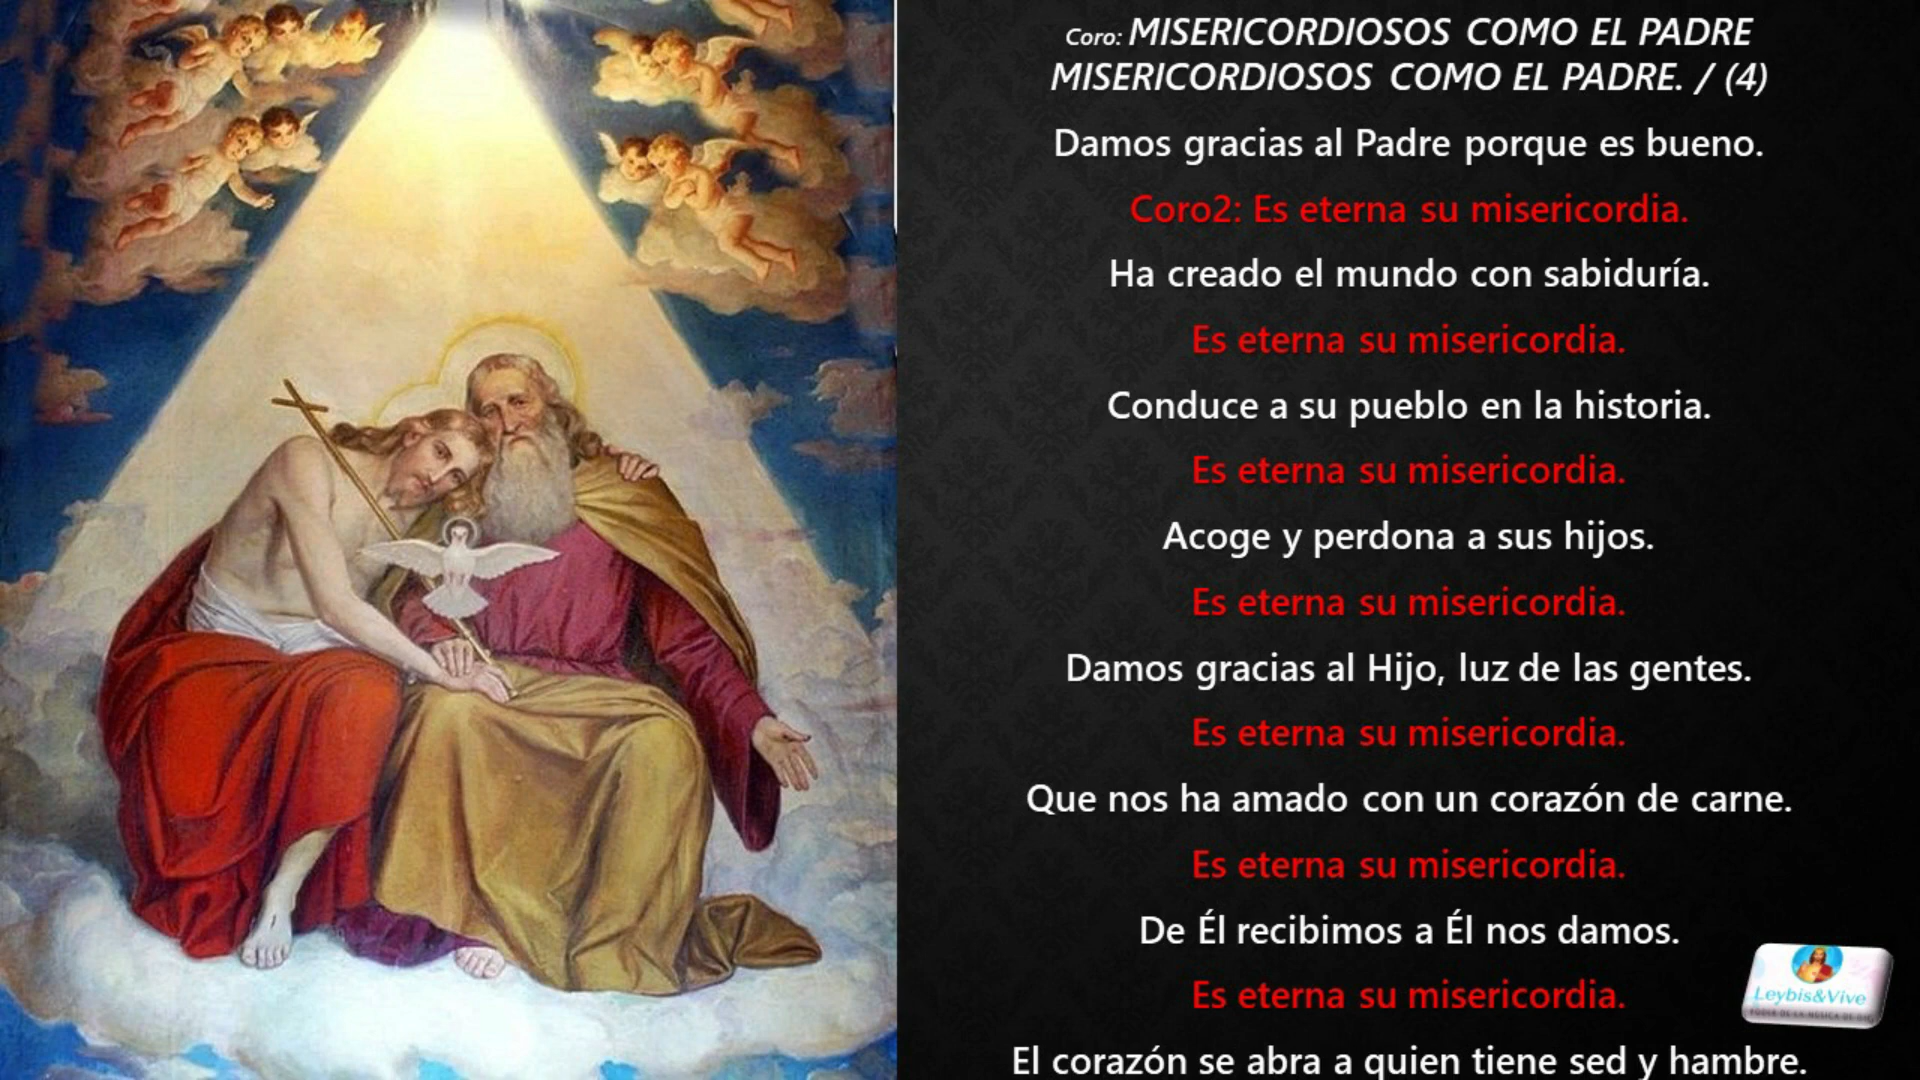 Coro: MISERICORDIOSOS COMO EL PADRE
MISERICORDIOSOS COMO EL PADRE. / (4)
Damos gracias al Padre porque es bueno.
Coro2: Es eterna su misericordia.
Ha creado el mundo con sabiduría.
Es eterna su misericordia.
Conduce a su pueblo en la historia.
Es eterna su misericordia.
Acoge y perdona a sus hijos.
Es eterna su misericordia.
Damos gracias al Hijo, luz de las gentes.
Es eterna su misericordia.
Que nos ha amado con un corazón de carne.
Es eterna su misericordia.
De Él recibimos a Él nos damos.
Es eterna su misericordia.
El corazón se abra a quien tiene sed y hambre.
Leybis&Vive
PODER DE LA MUSICA DE